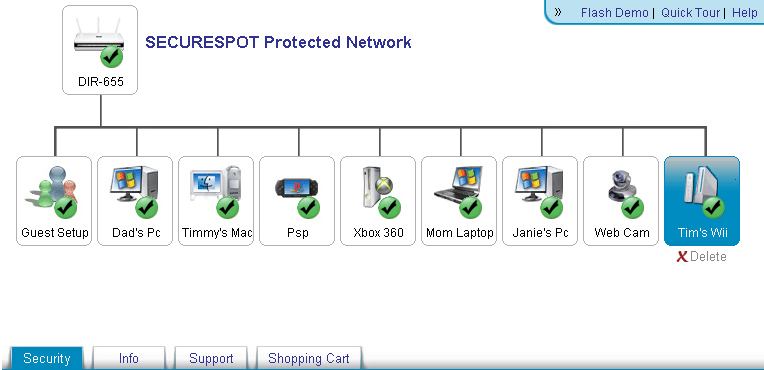 » Flash Demo | Quick Tour | Help
SECURESPOT Protected Network
DIR-655
Guest Setup
Dad's Pc
Timmy's Mac
Psp
Xbox 360
Mom Laptop
Janie's Pc
Web Cam
Tim's Wii
X Delete
Security
Info
Support
Shopping Cart